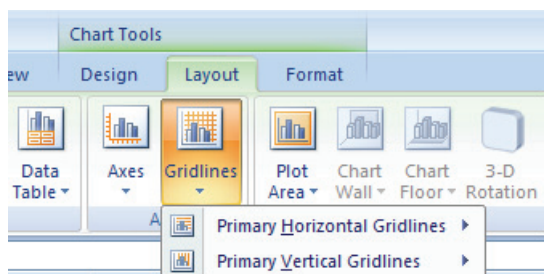 Chart Tools
ew Design Layout Format
Data Table Axes Gridlines Plot Area Chart Wall Chart Floor 3-D Rotation
A
Primary Horizontal Gridlines
Primary Vertical Gridlines